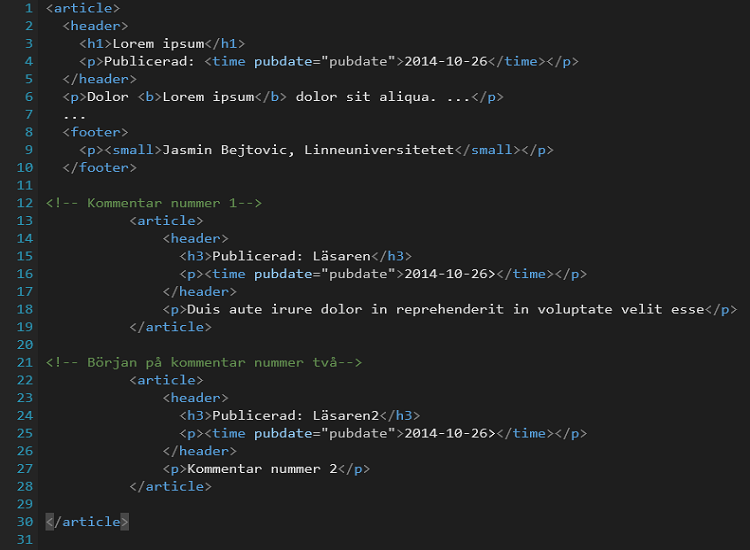 1 <article>
2   <header>
3     <h1>Lorem ipsum</h1>
4     <p>Publicerad: <time pubdate="pubdate">2014-10-26</time></p>
5   </header>
6   <p>Dolor <b>Lorem ipsum</b> dolor sit aliqua. ...</p>
7   ...
8   <footer>
9     <p><small>Jasmin Bejtovic, Linneuniversitetet</small></p>
10   </footer>
11
12 <!-- Kommentar nummer 1-->
13           <article>
14               <header>
15                 <h3>Publicerad: Läsaren</h3>
16                 <p><time pubdate="pubdate">2014-10-26></time></p>
17               </header>
18               <p>Duis aute irure dolor in reprehenderit in voluptate velit esse</p>
19           </article>
20
21 <!-- Början på kommentar nummer två-->
22           <article>
23               <header>
24                 <h3>Publicerad: Läsaren2</h3>
25                 <p><time pubdate="pubdate">2014-10-26></time></p>
26               </header>
27               <p>Kommentar nummer 2</p>
28           </article>
29
30 </article>
31